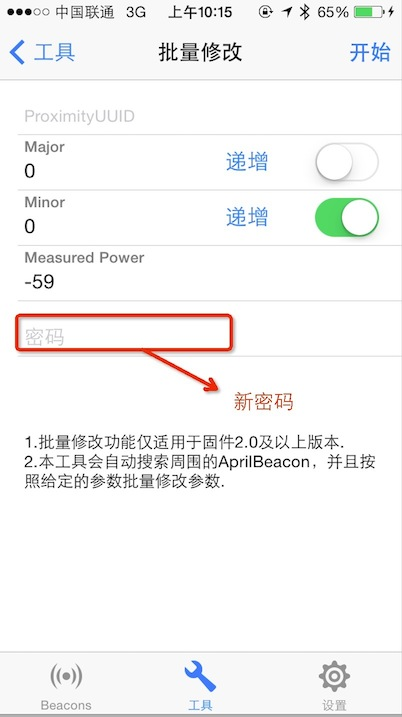 中国联通 3G 上午10:15 65%
工具 批量修改 开始
ProximityUUID
Major
0 递增
Minor
0 递增
Measured Power
-59
密码
新密码
1.批量修改功能仅适用于固件2.0及以上版本.
2.本工具会自动搜索周围的AprilBeacon，并且按
照给定的参数批量修改参数.
Beacons 工具 设置